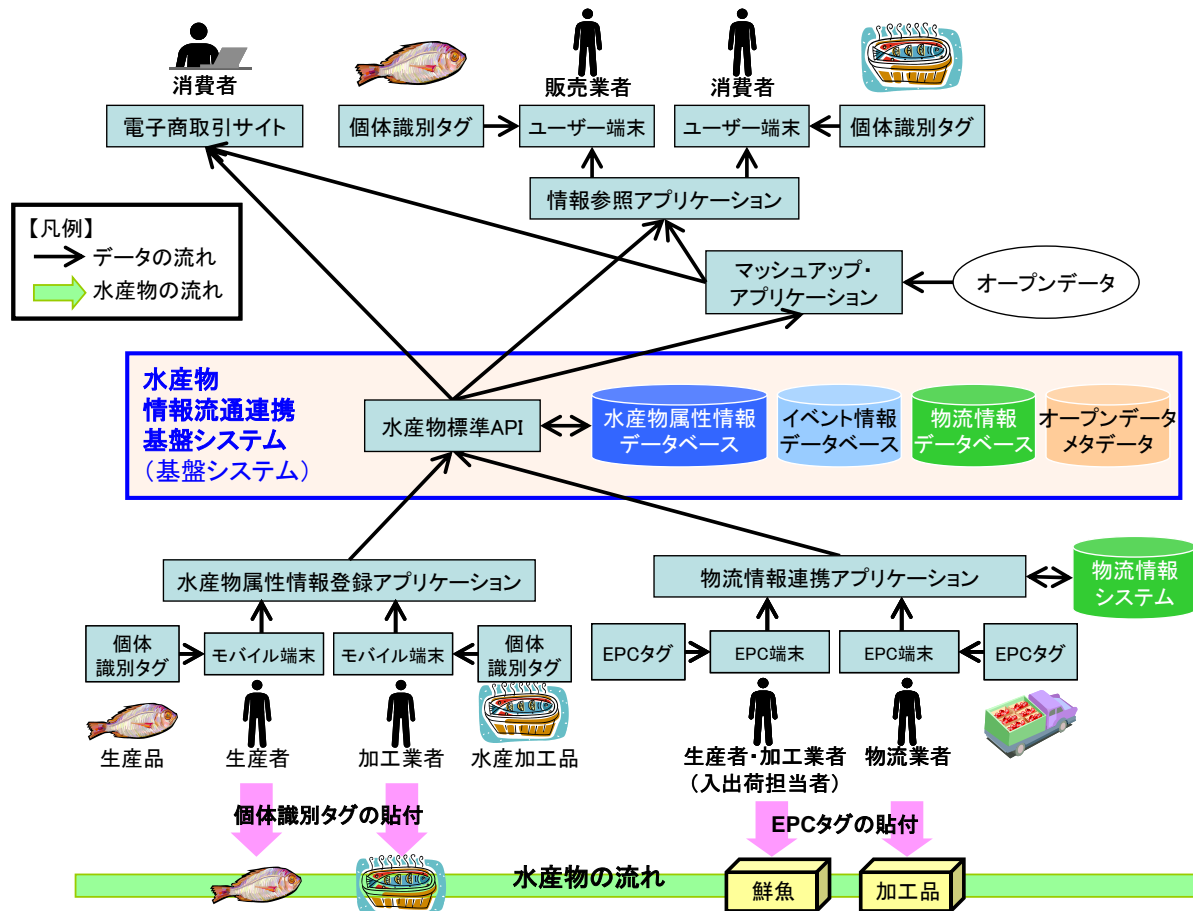 消費者
販売業者
消費者
電子商取引サイト
個体識別タグ
ユーザー端末
ユーザー端末
個体識別タグ
情報参照アプリケーション
【凡例】
データの流れ
水産物の流れ
マッシュアップ・
アプリケーション
オープンデータ
水産物
情報流通連携
基盤システム
（基盤システム）
水産物標準API
水産物属性情報
データベース
イベント情報
データベース
物流情報
データベース
オープンデータ
メタデータ
水産物属性情報登録アプリケーション
物流情報連携アプリケーション
物流情報
システム
個体
識別タグ
モバイル端末
モバイル端末
個体
識別タグ
EPCタグ
EPC端末
EPC端末
EPCタグ
生産品
生産者
加工業者
水産加工品
生産者・加工業者
（入出荷担当者）
物流業者
個体識別タグの貼付
EPCタグの貼付
水産物の流れ
鮮魚
加工品